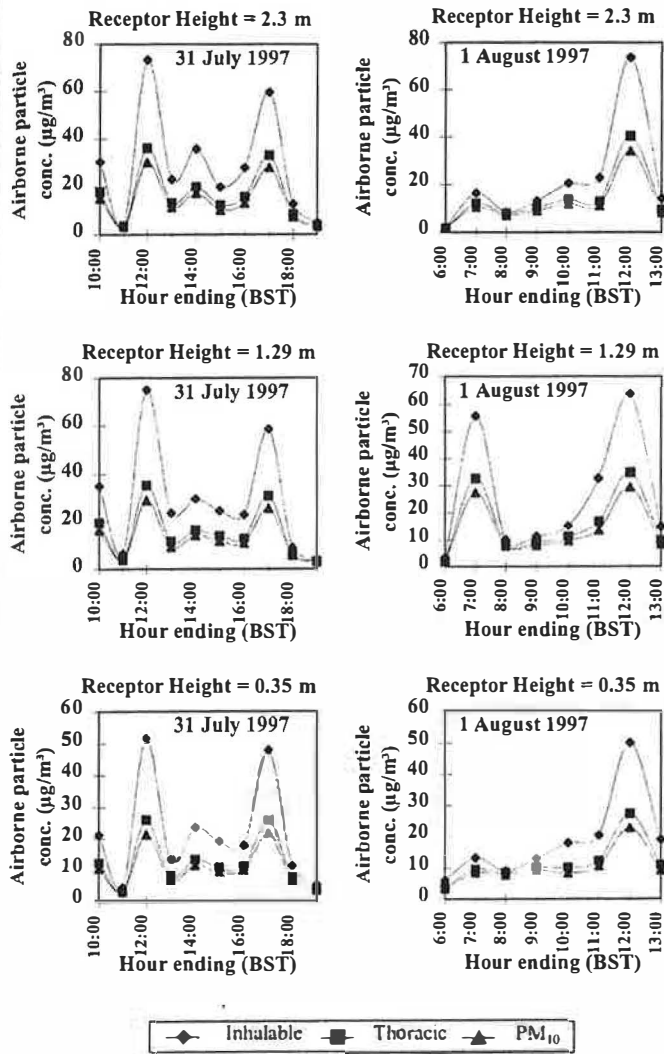 Receptor Height = 2.3 m
31 July 1997
Airborne particle
conc. (µg/m³)
80
60
40
20
0
10:00
12:00
14:00
16:00
18:00
Hour ending (BST)
Receptor Height = 2.3 m
1 August 1997
Airborne particle
conc. (µg/m³)
80
60
40
20
0
6:00
7:00
8:00
9:00
10:00
11:00
12:00
13:00
Hour ending (BST)
Receptor Height = 1.29 m
31 July 1997
Airborne particle
conc. (µg/m³)
80
60
40
20
0
10:00
12:00
14:00
16:00
18:00
Hour ending (BST)
Receptor Height = 1.29 m
1 August 1997
Airborne particle
conc. (µg/m³)
70
60
50
40
30
20
10
0
6:00
7:00
8:00
9:00
10:00
11:00
12:00
13:00
Hour ending (BST)
Receptor Height = 0.35 m
31 July 1997
Airborne particle
conc. (µg/m³)
60
50
40
30
20
10
0
10:00
12:00
14:00
16:00
18:00
Hour ending (BST)
Receptor Height = 0.35 m
1 August 1997
Airborne particle
conc. (µg/m³)
60
50
40
30
20
10
0
6:00
7:00
8:00
9:00
10:00
11:00
12:00
13:00
Hour ending (BST)
Inhalable Thoracic PM₁₀